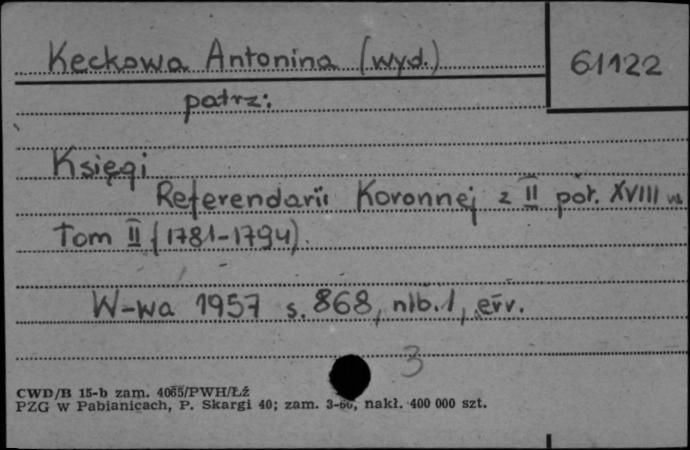 Keckowa Antonina (wyd.) 61122
patrz:
Księgi
Referendarii Koronnej z II poł. XVIII w.
Tom II (1781-1794).
W-wa 1957 s. 868, nlb. 1, err.
3
CWD/B 15-b zam. 4065/PWH/Łź
PZG w Pabianicach, P. Skargi 40; zam. 3-60, nakł. 400 000 szt.